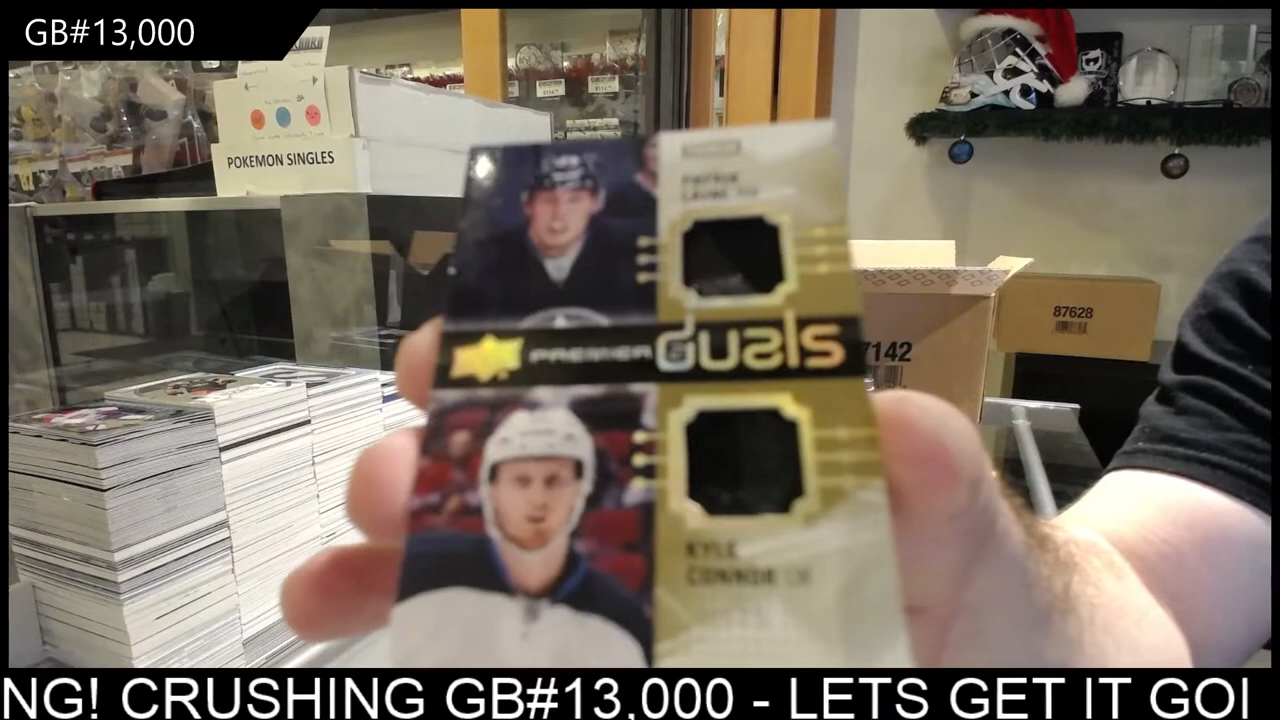 GB#13,000
POKEMON SINGLES
PATRIK
LAINE
PREMIER duals
87628
7142
KYLE
CONNOR
NG! CRUSHING GB#13,000 - LETS GET IT GO!